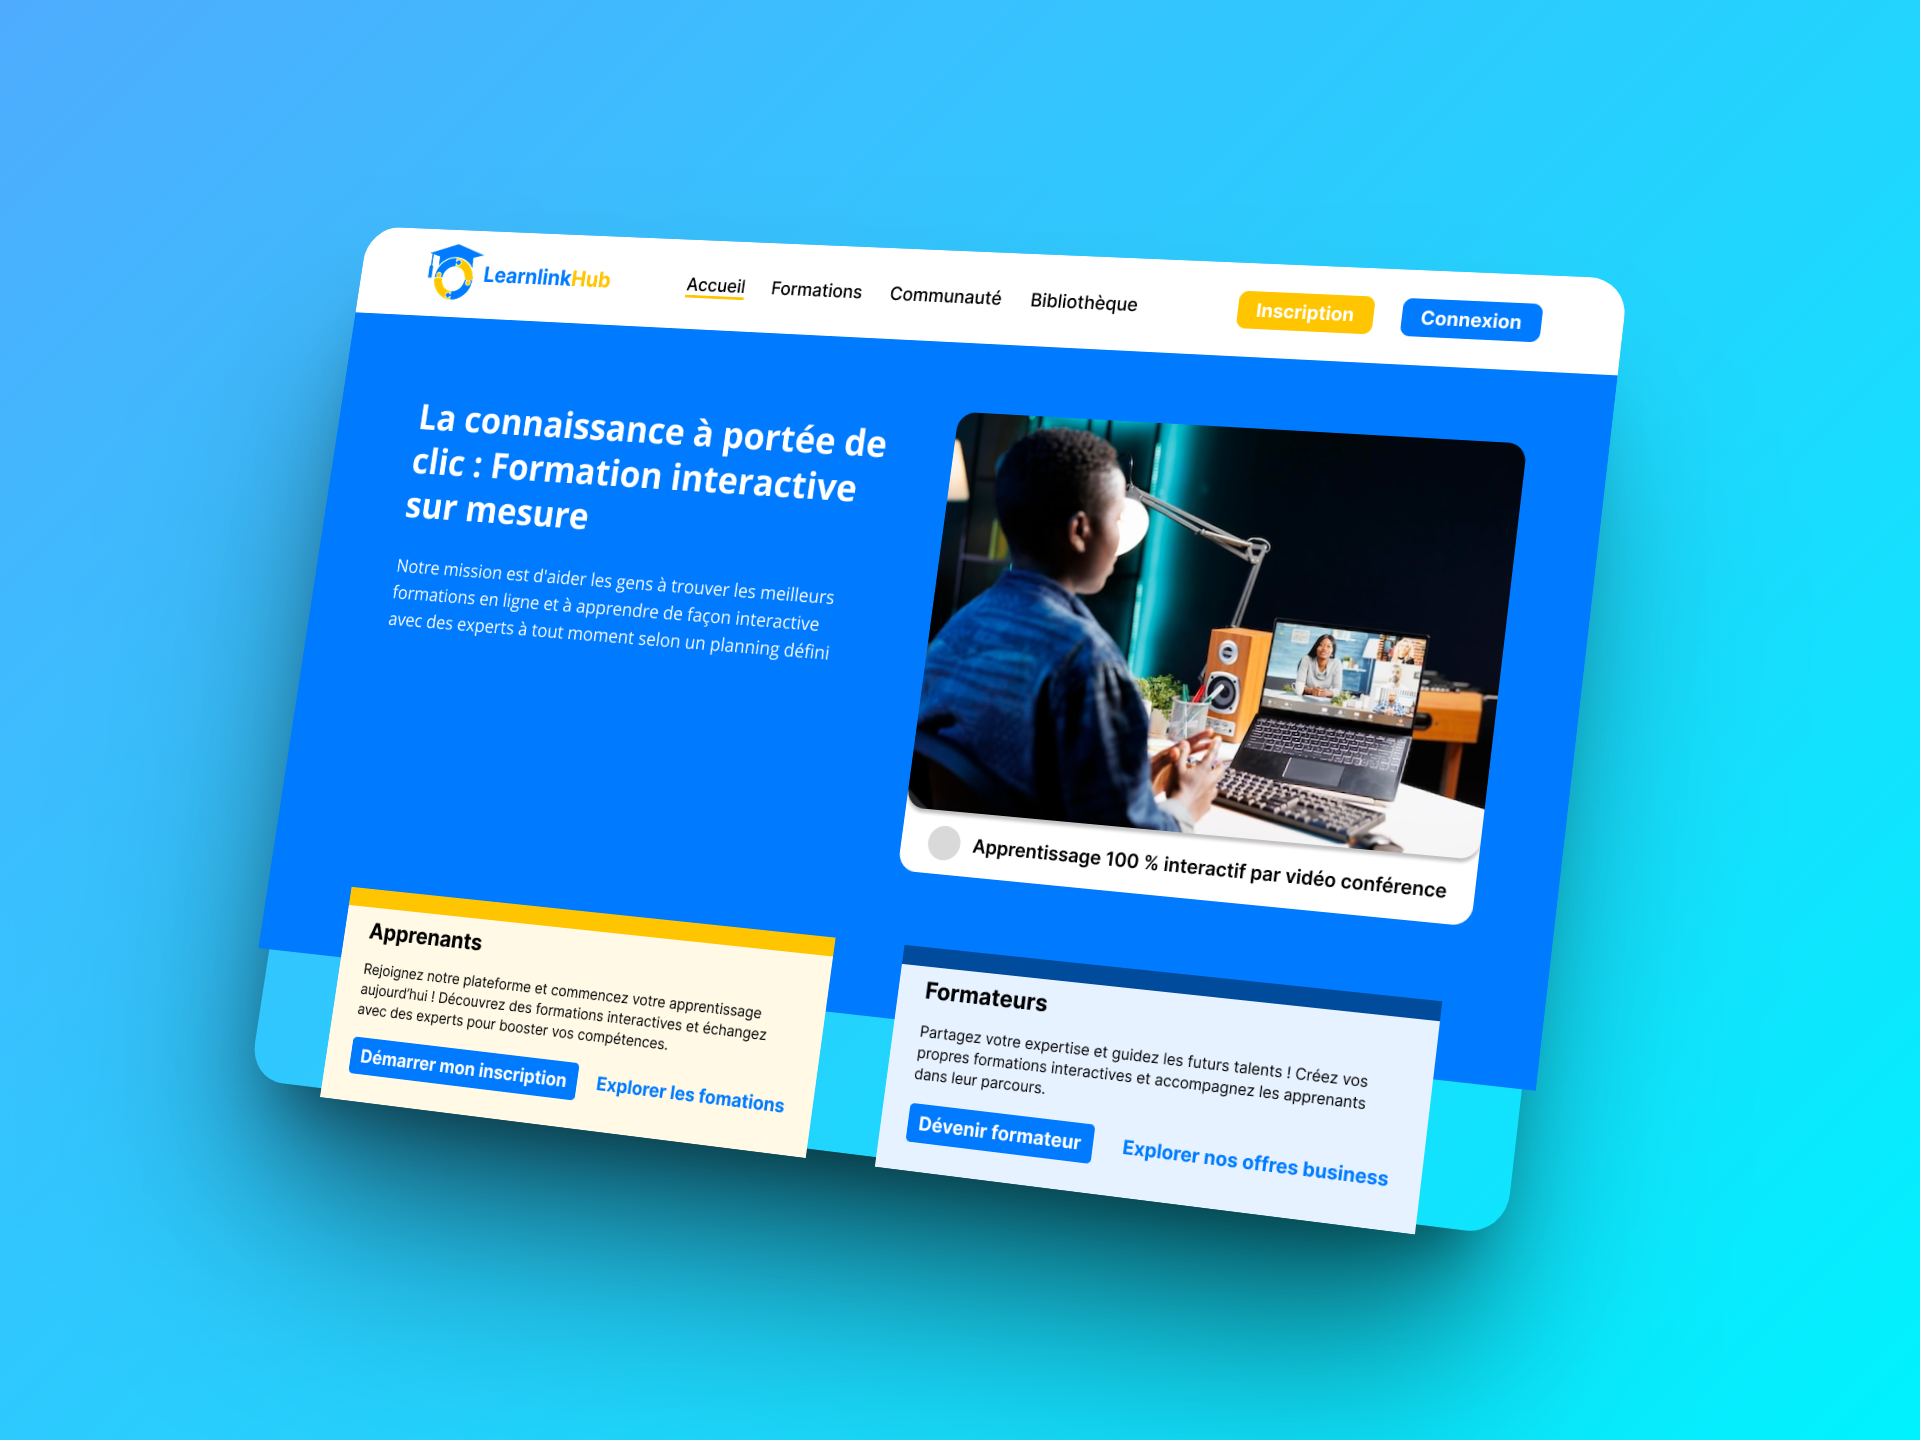 LearnlinkHub
Accueil
Formations
Communauté
Bibliothèque
Inscription
Connexion
La connaissance à portée de
clic : Formation interactive
sur mesure
Notre mission est d'aider les gens à trouver les meilleurs
formations en ligne et à apprendre de façon interactive
avec des experts à tout moment selon un planning défini
Apprentissage 100 % interactif par vidéo conférence
Apprenants
Rejoignez notre plateforme et commencez votre apprentissage
aujourd'hui ! Découvrez des formations interactives et échangez
avec des experts pour booster vos compétences.
Démarrer mon inscription
Explorer les fomations
Formateurs
Partagez votre expertise et guidez les futurs talents ! Créez vos
propres formations interactives et accompagnez les apprenants
dans leur parcours.
Dévenir formateur
Explorer nos offres business